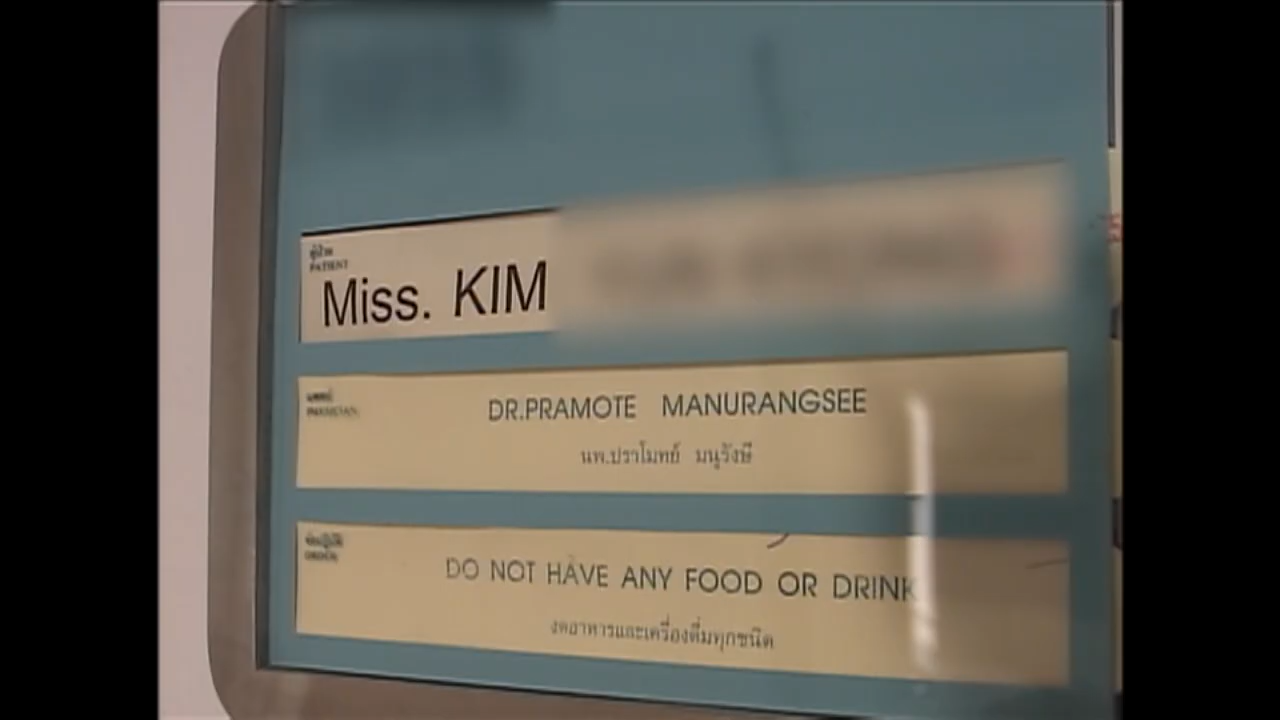 ผู้ป่วย
PATIENT
Miss. KIM
แพทย์
PHYSICIAN
DR.PRAMOTE MANURANGSEE
นพ.ปราโมทย์ มนูรังษี
ORDER
DO NOT HAVE ANY FOOD OR DRINK
งดอาหารและเครื่องดื่มทุกชนิด